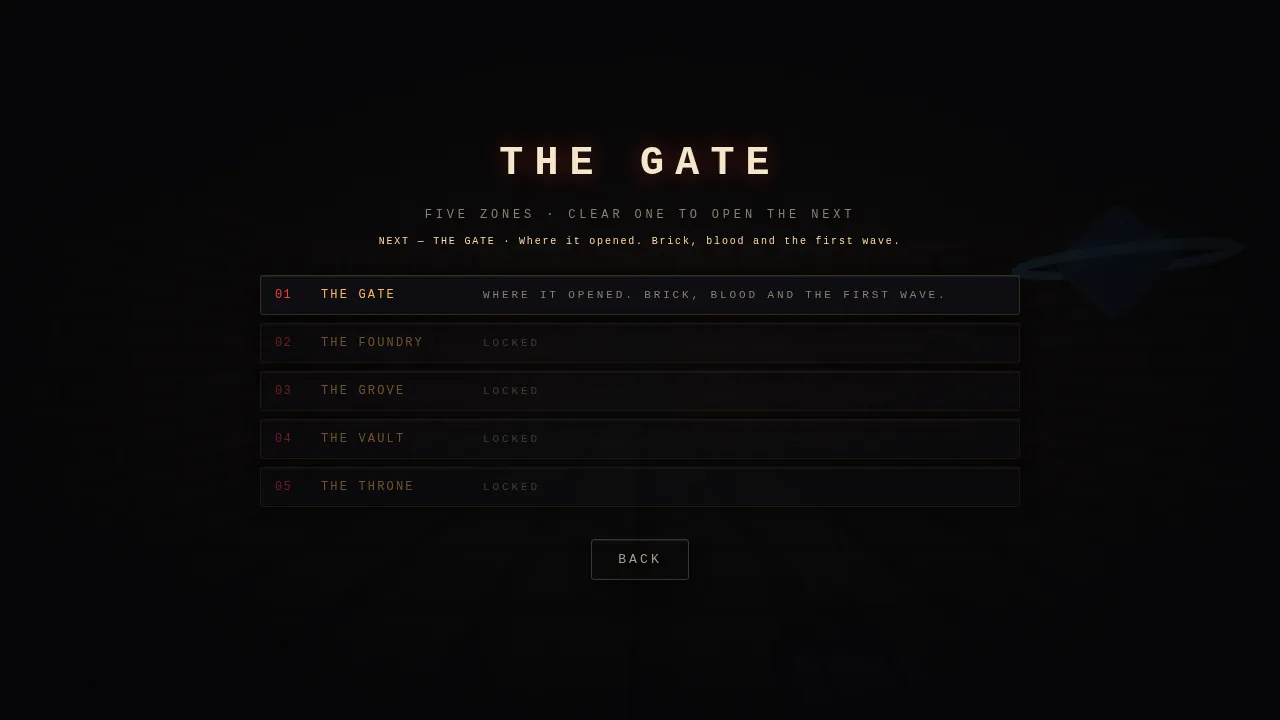 THE GATE
FIVE ZONES · CLEAR ONE TO OPEN THE NEXT
NEXT — THE GATE · Where it opened. Brick, blood and the first wave.
01 THE GATE WHERE IT OPENED. BRICK, BLOOD AND THE FIRST WAVE.
02 THE FOUNDRY LOCKED
03 THE GROVE LOCKED
04 THE VAULT LOCKED
05 THE THRONE LOCKED
BACK